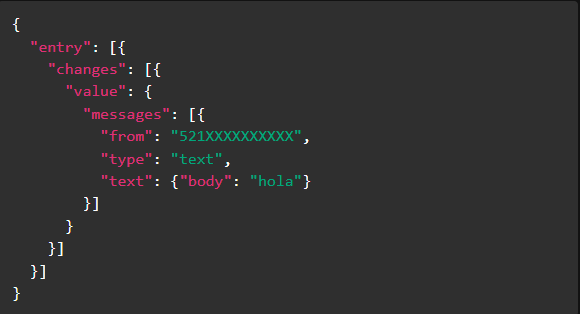 {
  "entry": [{
    "changes": [{
      "value": {
        "messages": [{
          "from": "521XXXXXXXXXX",
          "type": "text",
          "text": {"body": "hola"}
        }]
      }
    }]
  }]
}